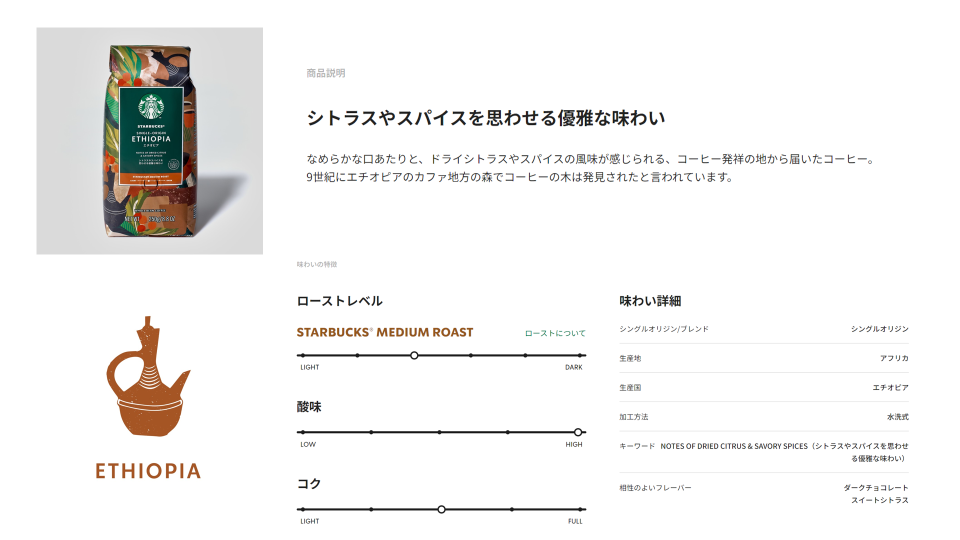 STARBUCKS®
SINGLE-ORIGIN
ETHIOPIA
エチオピア
NOTES OF DRIED CITRUS
& SAVORY SPICES
STARBUCKS® MEDIUM ROAST
商品説明
シトラスやスパイスを思わせる優雅な味わい
なめらかな口あたりと、ドライシトラスやスパイスの風味が感じられる、コーヒー発祥の地から届いたコーヒー。
9世紀にエチオピアのカファ地方の森でコーヒーの木は発見されたと言われています。
ETHIOPIA
味わいの特徴
ローストレベル
STARBUCKS® MEDIUM ROAST ローストについて
LIGHT DARK
酸味
LOW HIGH
コク
LIGHT FULL
味わい詳細
シングルオリジン/ブレンド シングルオリジン
生産地 アフリカ
生産国 エチオピア
加工方法 水洗式
キーワード NOTES OF DRIED CITRUS & SAVORY SPICES（シトラスやスパイスを思わせ
る優雅な味わい）
相性のよいフレーバー ダークチョコレート
スイートシトラス